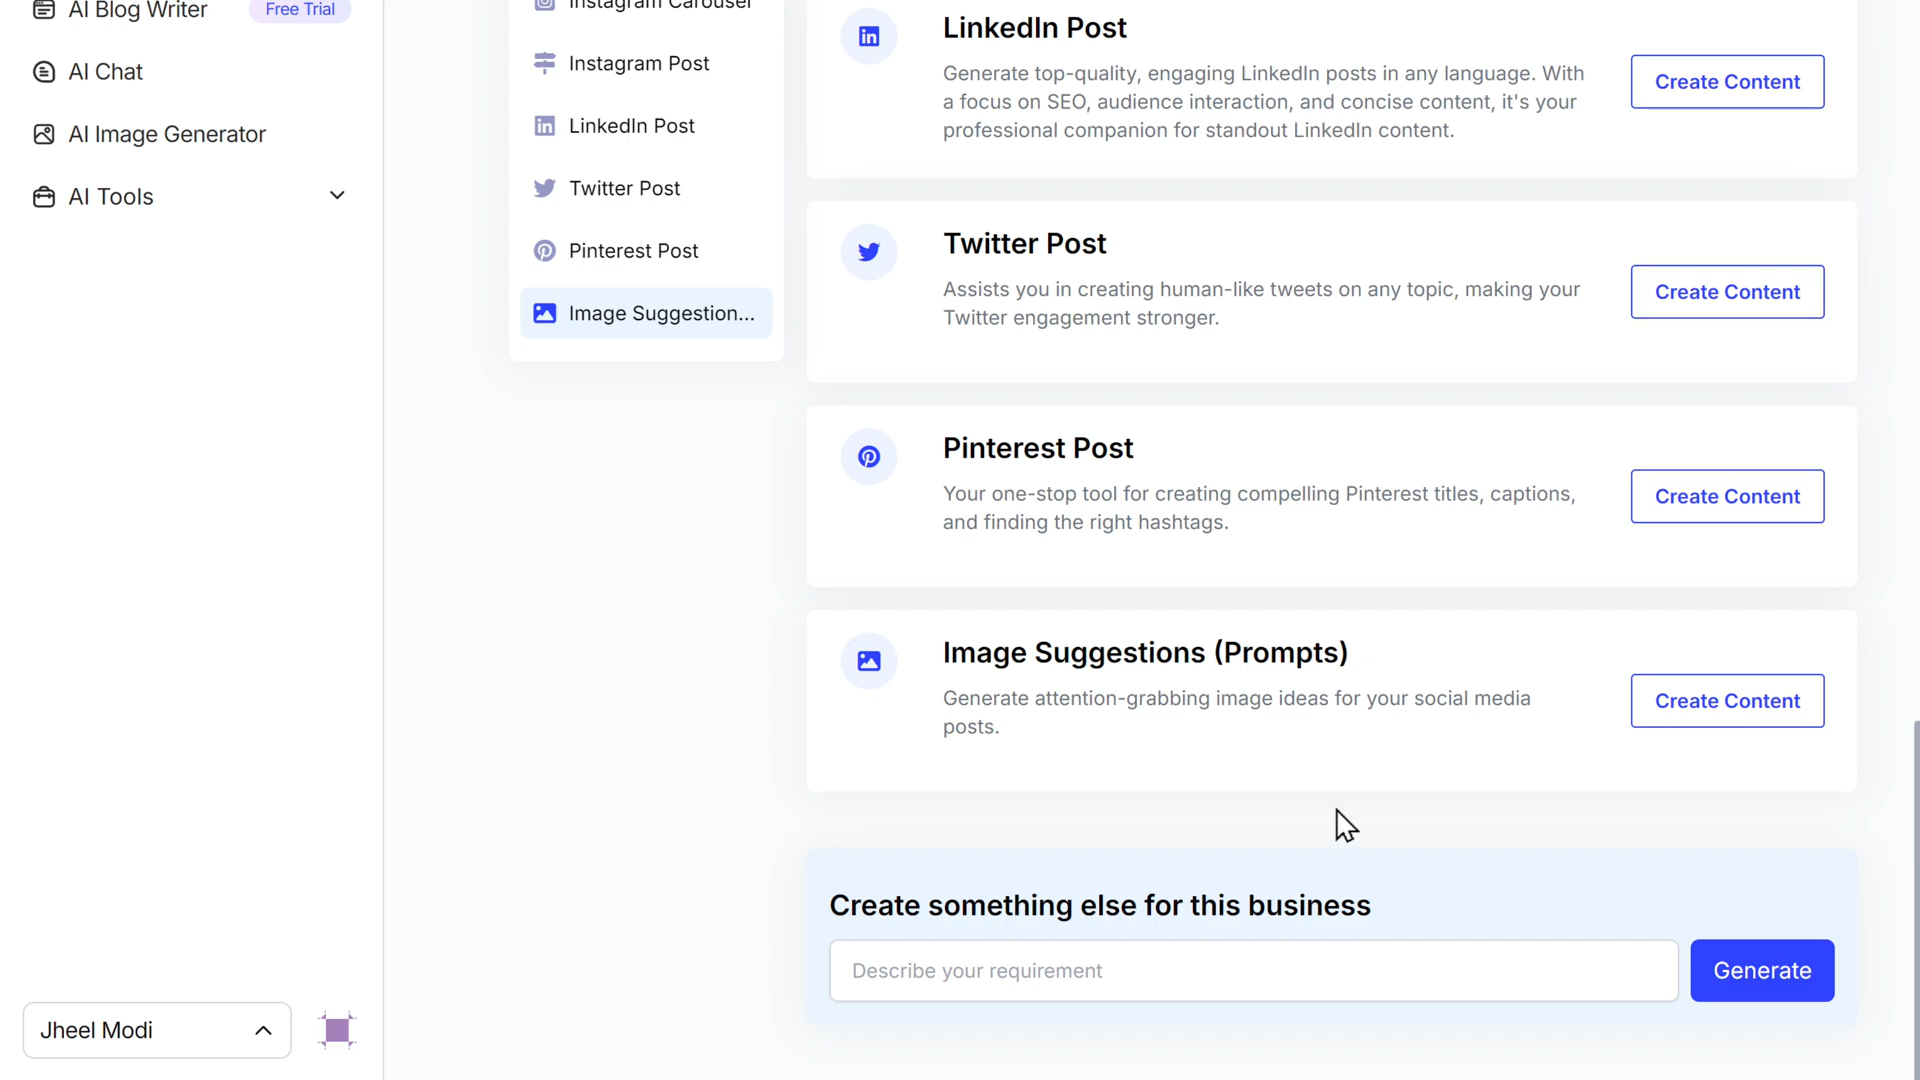 AI Blog Writer
Free Trial
AI Chat
AI Image Generator
AI Tools
Jheel Modi
Instagram Carousel
Instagram Post
LinkedIn Post
Twitter Post
Pinterest Post
Image Suggestion...
LinkedIn Post
Generate top-quality, engaging LinkedIn posts in any language. With
a focus on SEO, audience interaction, and concise content, it's your
professional companion for standout LinkedIn content.
Create Content
Twitter Post
Assists you in creating human-like tweets on any topic, making your
Twitter engagement stronger.
Create Content
Pinterest Post
Your one-stop tool for creating compelling Pinterest titles, captions,
and finding the right hashtags.
Create Content
Image Suggestions (Prompts)
Generate attention-grabbing image ideas for your social media
posts.
Create Content
Create something else for this business
Describe your requirement
Generate